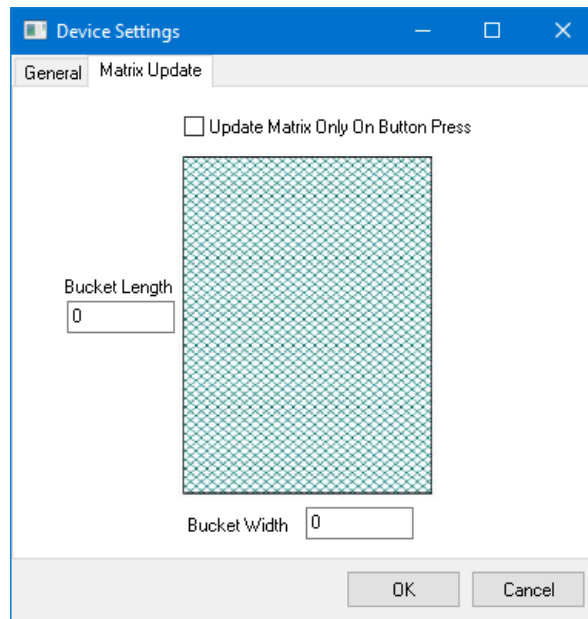 Device Settings
General Matrix Update
Update Matrix Only On Button Press
Bucket Length
0
Bucket Width 0
OK Cancel